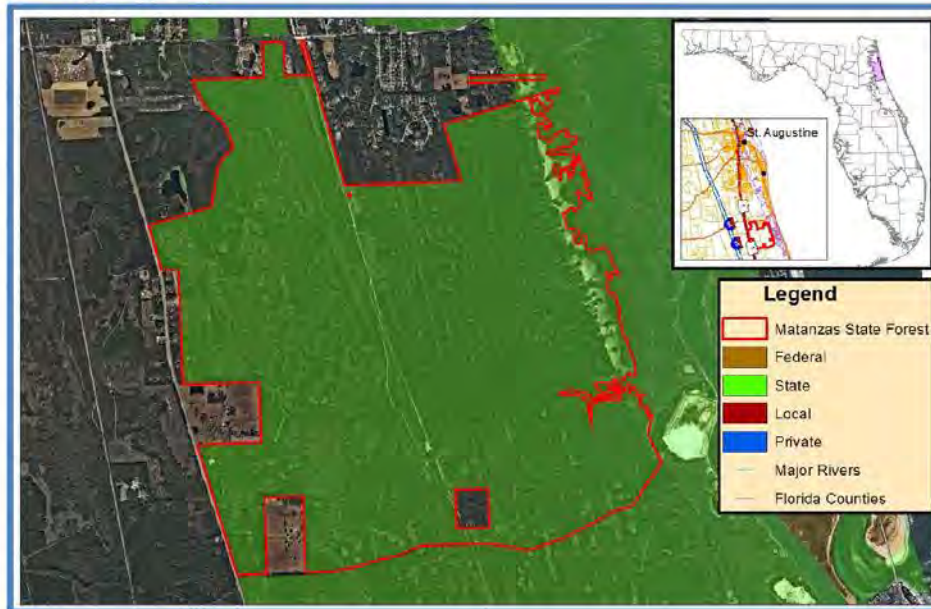 St. Augustine
Legend
Matanzas State Forest
Federal
State
Local
Private
Major Rivers
Florida Counties